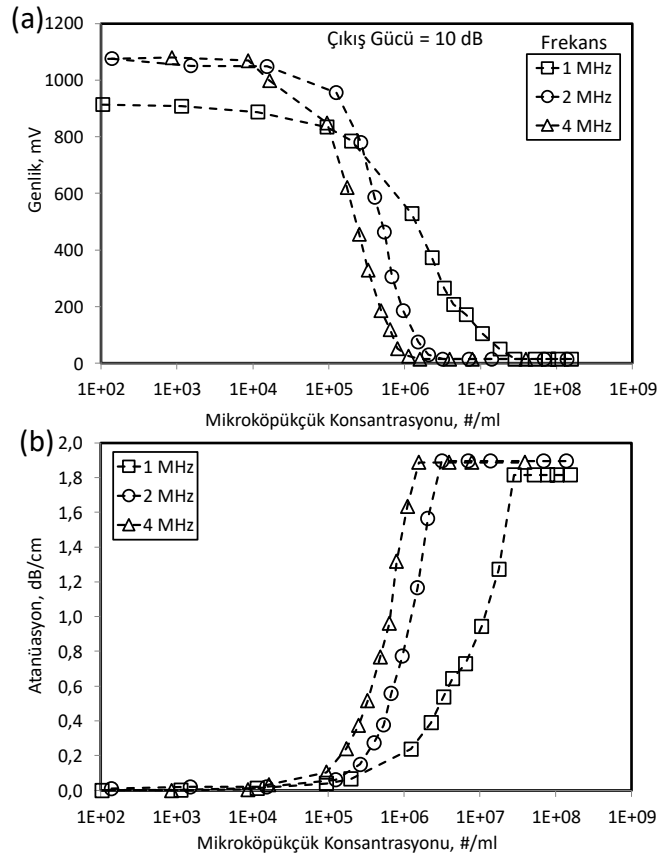 (a)
Çıkış Gücü = 10 dB
Frekans
1 MHz
2 MHz
4 MHz
Genlik, mV
1200
1000
800
600
400
200
0
1E+02 1E+03 1E+04 1E+05 1E+06 1E+07 1E+08 1E+09
Mikroköpükçük Konsantrasyonu, #/ml
(b)
1 MHz
2 MHz
4 MHz
Atanüasyon, dB/cm
2,0
1,8
1,6
1,4
1,2
1,0
0,8
0,6
0,4
0,2
0,0
1E+02 1E+03 1E+04 1E+05 1E+06 1E+07 1E+08 1E+09
Mikroköpükçük Konsantrasyonu, #/ml